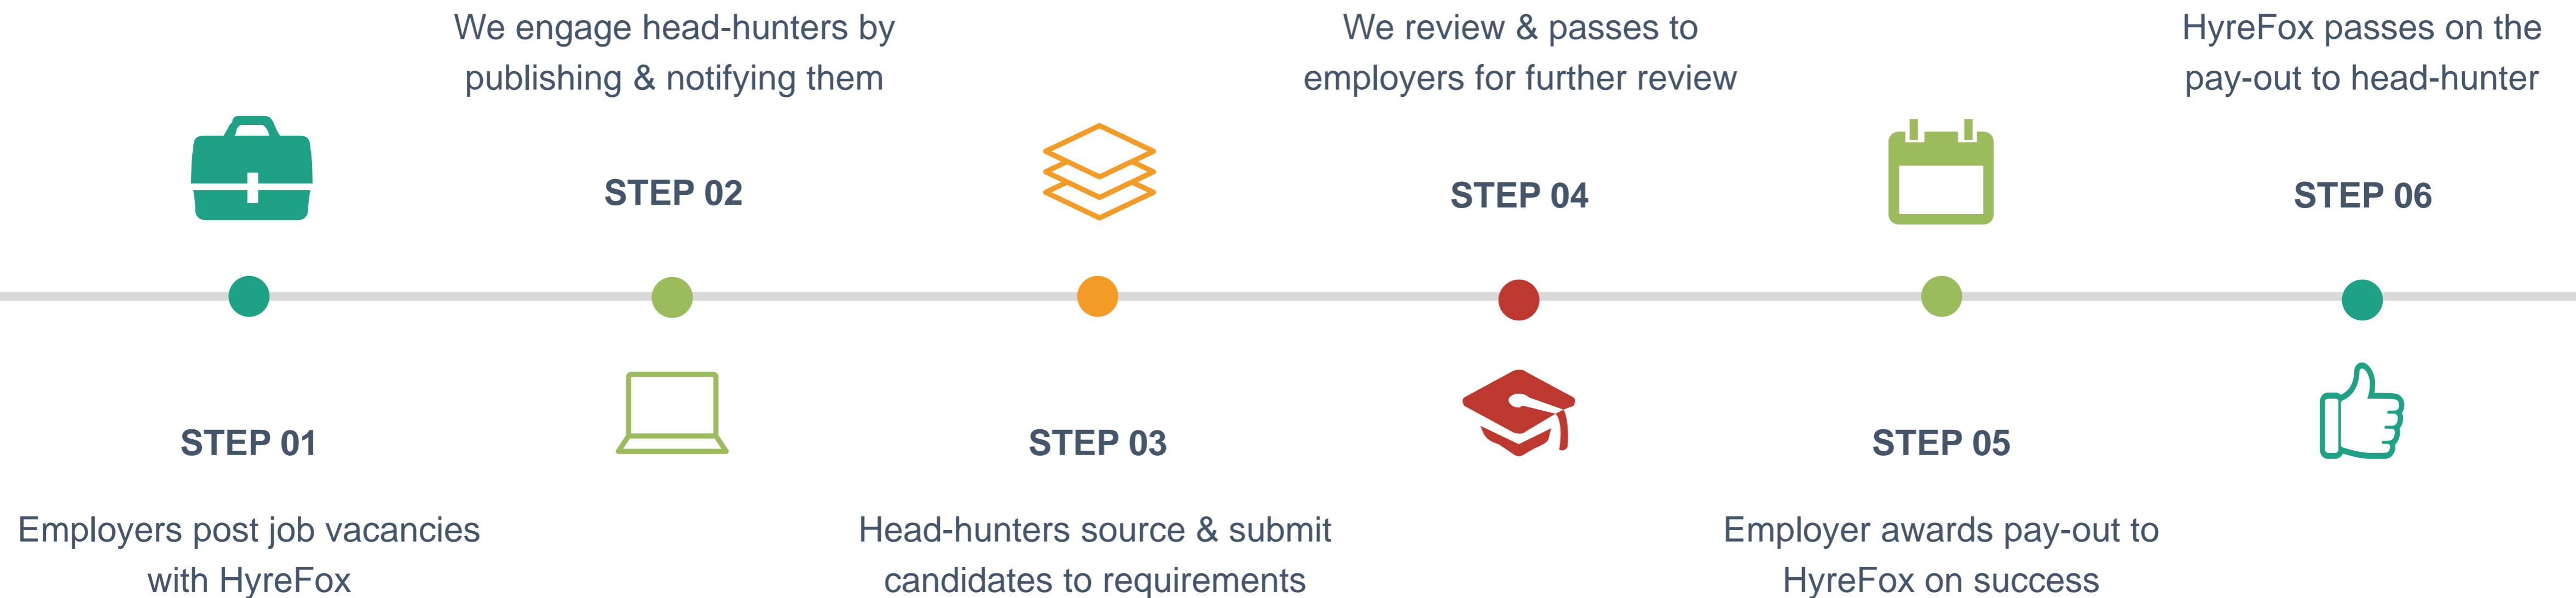 STEP 01
Employers post job vacancies
with HyreFox
We engage head-hunters by
publishing & notifying them
STEP 02
STEP 03
Head-hunters source & submit
candidates to requirements
We review & passes to
employers for further review
STEP 04
STEP 05
Employer awards pay-out to
HyreFox on success
HyreFox passes on the
pay-out to head-hunter
STEP 06